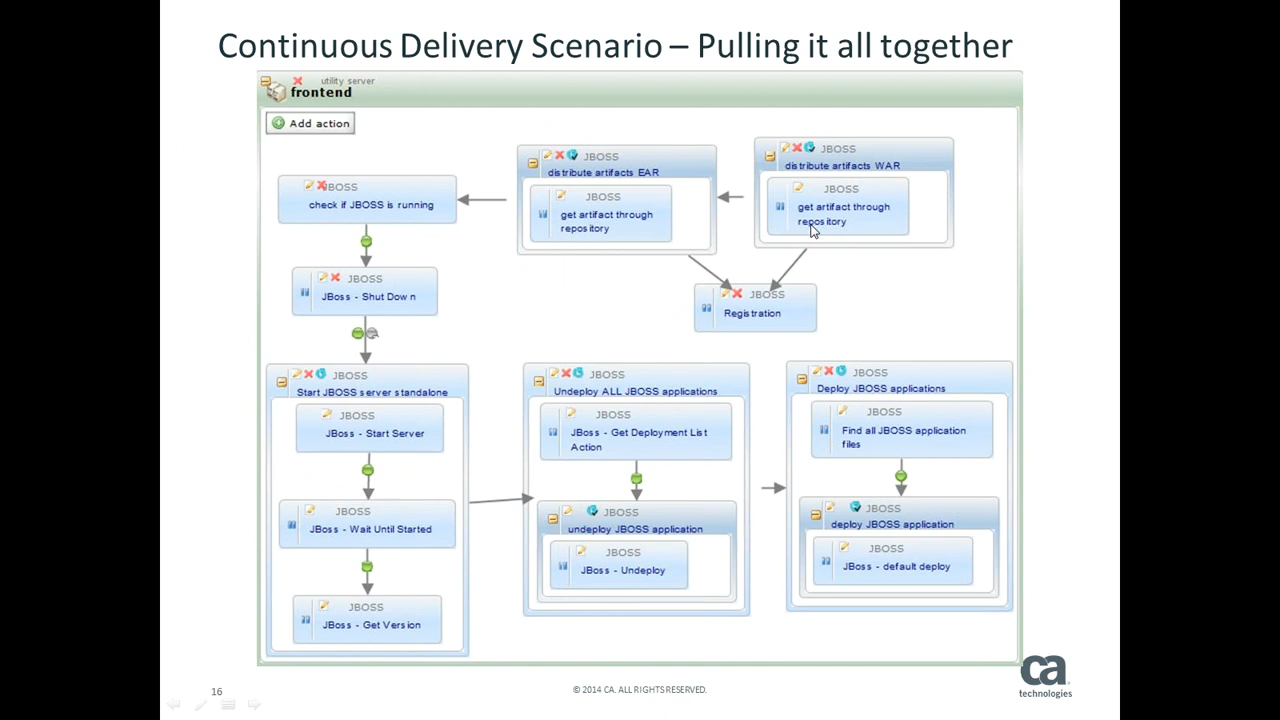 Continuous Delivery Scenario – Pulling it all together
utility server
frontend
Add action
JBOSS
distribute artifacts WAR
JBOSS
get artifact through
repository
JBOSS
distribute artifacts EAR
JBOSS
get artifact through
repository
JBOSS
check if JBOSS is running
JBOSS
JBoss - Shut Down
JBOSS
Registration
JBOSS
Start JBOSS server standalone
JBOSS
JBoss - Start Server
JBOSS
JBoss - Wait Until Started
JBOSS
JBoss - Get Version
JBOSS
Undeploy ALL JBOSS applications
JBOSS
JBoss - Get Deployment List
Action
JBOSS
undeploy JBOSS application
JBOSS
JBoss - Undeploy
JBOSS
Deploy JBOSS applications
JBOSS
Find all JBOSS application
files
JBOSS
deploy JBOSS application
JBOSS
JBoss - default deploy
16
© 2014 CA. ALL RIGHTS RESERVED.
ca
technologies